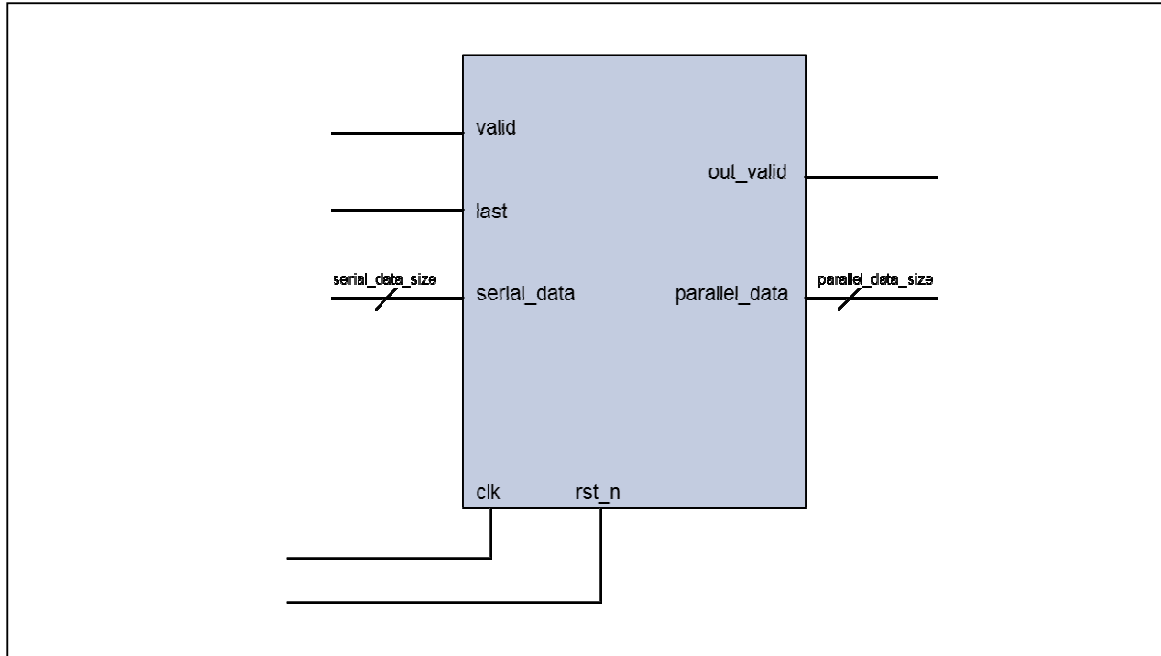 valid
out_valid
last
serial_data_size
parallel_data_size
serial_data
parallel_data
clk
rst_n